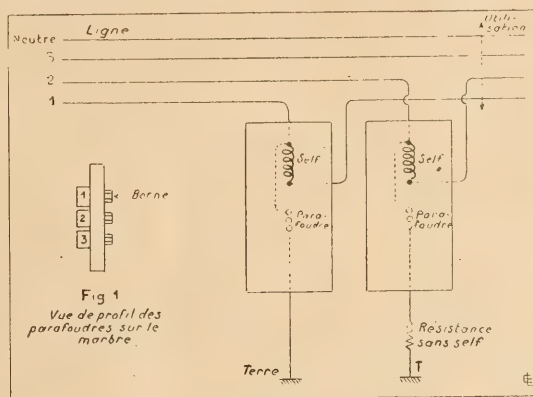 Ligne
Utili-
sation
Neutre
3
2
1
Self
Self
1
Borne
2
Para-
foudre
Para-
foudre
3
Fig 1
Vue de profil des
parafoudres sur le
marbre
Résistance
sans self
Terre
T